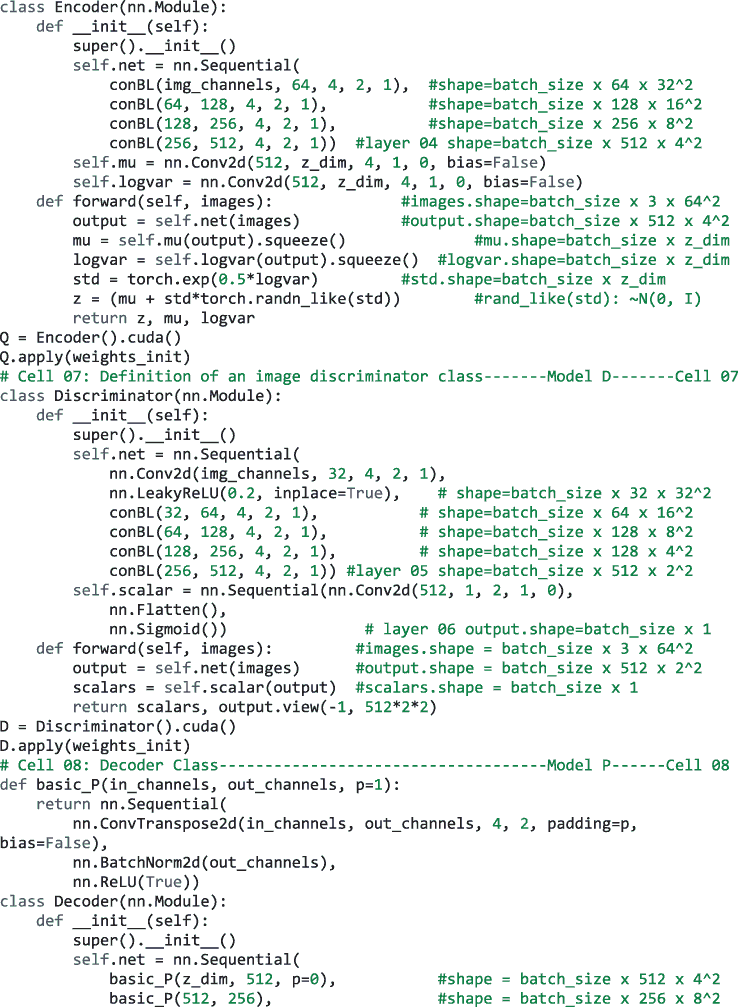 class Encoder(nn.Module):
    def __init__(self):
        super().__init__()
        self.net = nn.Sequential(
            conBL(img_channels, 64, 4, 2, 1),  #shape=batch_size x 64 x 32^2
            conBL(64, 128, 4, 2, 1),           #shape=batch_size x 128 x 16^2
            conBL(128, 256, 4, 2, 1),          #shape=batch_size x 256 x 8^2
            conBL(256, 512, 4, 2, 1))  #layer 04 shape=batch_size x 512 x 4^2
        self.mu = nn.Conv2d(512, z_dim, 4, 1, 0, bias=False)
        self.logvar = nn.Conv2d(512, z_dim, 4, 1, 0, bias=False)
    def forward(self, images):              #images.shape=batch_size x 3 x 64^2
        output = self.net(images)           #output.shape=batch_size x 512 x 4^2
        mu = self.mu(output).squeeze()              #mu.shape=batch_size x z_dim
        logvar = self.logvar(output).squeeze()  #logvar.shape=batch_size x z_dim
        std = torch.exp(0.5*logvar)         #std.shape=batch_size x z_dim
        z = (mu + std*torch.randn_like(std))        #rand_like(std): ~N(0, I)
        return z, mu, logvar
Q = Encoder().cuda()
Q.apply(weights_init)
# Cell 07: Definition of an image discriminator class-------Model D-------Cell 07
class Discriminator(nn.Module):
    def __init__(self):
        super().__init__()
        self.net = nn.Sequential(
            nn.Conv2d(img_channels, 32, 4, 2, 1),
            nn.LeakyReLU(0.2, inplace=True),    # shape=batch_size x 32 x 32^2
            conBL(32, 64, 4, 2, 1),           # shape=batch_size x 64 x 16^2
            conBL(64, 128, 4, 2, 1),          # shape=batch_size x 128 x 8^2
            conBL(128, 256, 4, 2, 1),         # shape=batch_size x 128 x 4^2
            conBL(256, 512, 4, 2, 1)) #layer 05 shape=batch_size x 512 x 2^2
        self.scalar = nn.Sequential(nn.Conv2d(512, 1, 2, 1, 0),
            nn.Flatten(),
            nn.Sigmoid())               # layer 06 output.shape=batch_size x 1
    def forward(self, images):         #images.shape = batch_size x 3 x 64^2
        output = self.net(images)      #output.shape = batch_size x 512 x 2^2
        scalars = self.scalar(output)  #scalars.shape = batch_size x 1
        return scalars, output.view(-1, 512*2*2)
D = Discriminator().cuda()
D.apply(weights_init)
# Cell 08: Decoder Class------------------------------------Model P------Cell 08
def basic_P(in_channels, out_channels, p=1):
    return nn.Sequential(
        nn.ConvTranspose2d(in_channels, out_channels, 4, 2, padding=p,
bias=False),
        nn.BatchNorm2d(out_channels),
        nn.ReLU(True))
class Decoder(nn.Module):
    def __init__(self):
        super().__init__()
        self.net = nn.Sequential(
            basic_P(z_dim, 512, p=0),           #shape = batch_size x 512 x 4^2
            basic_P(512, 256),                  #shape = batch_size x 256 x 8^2